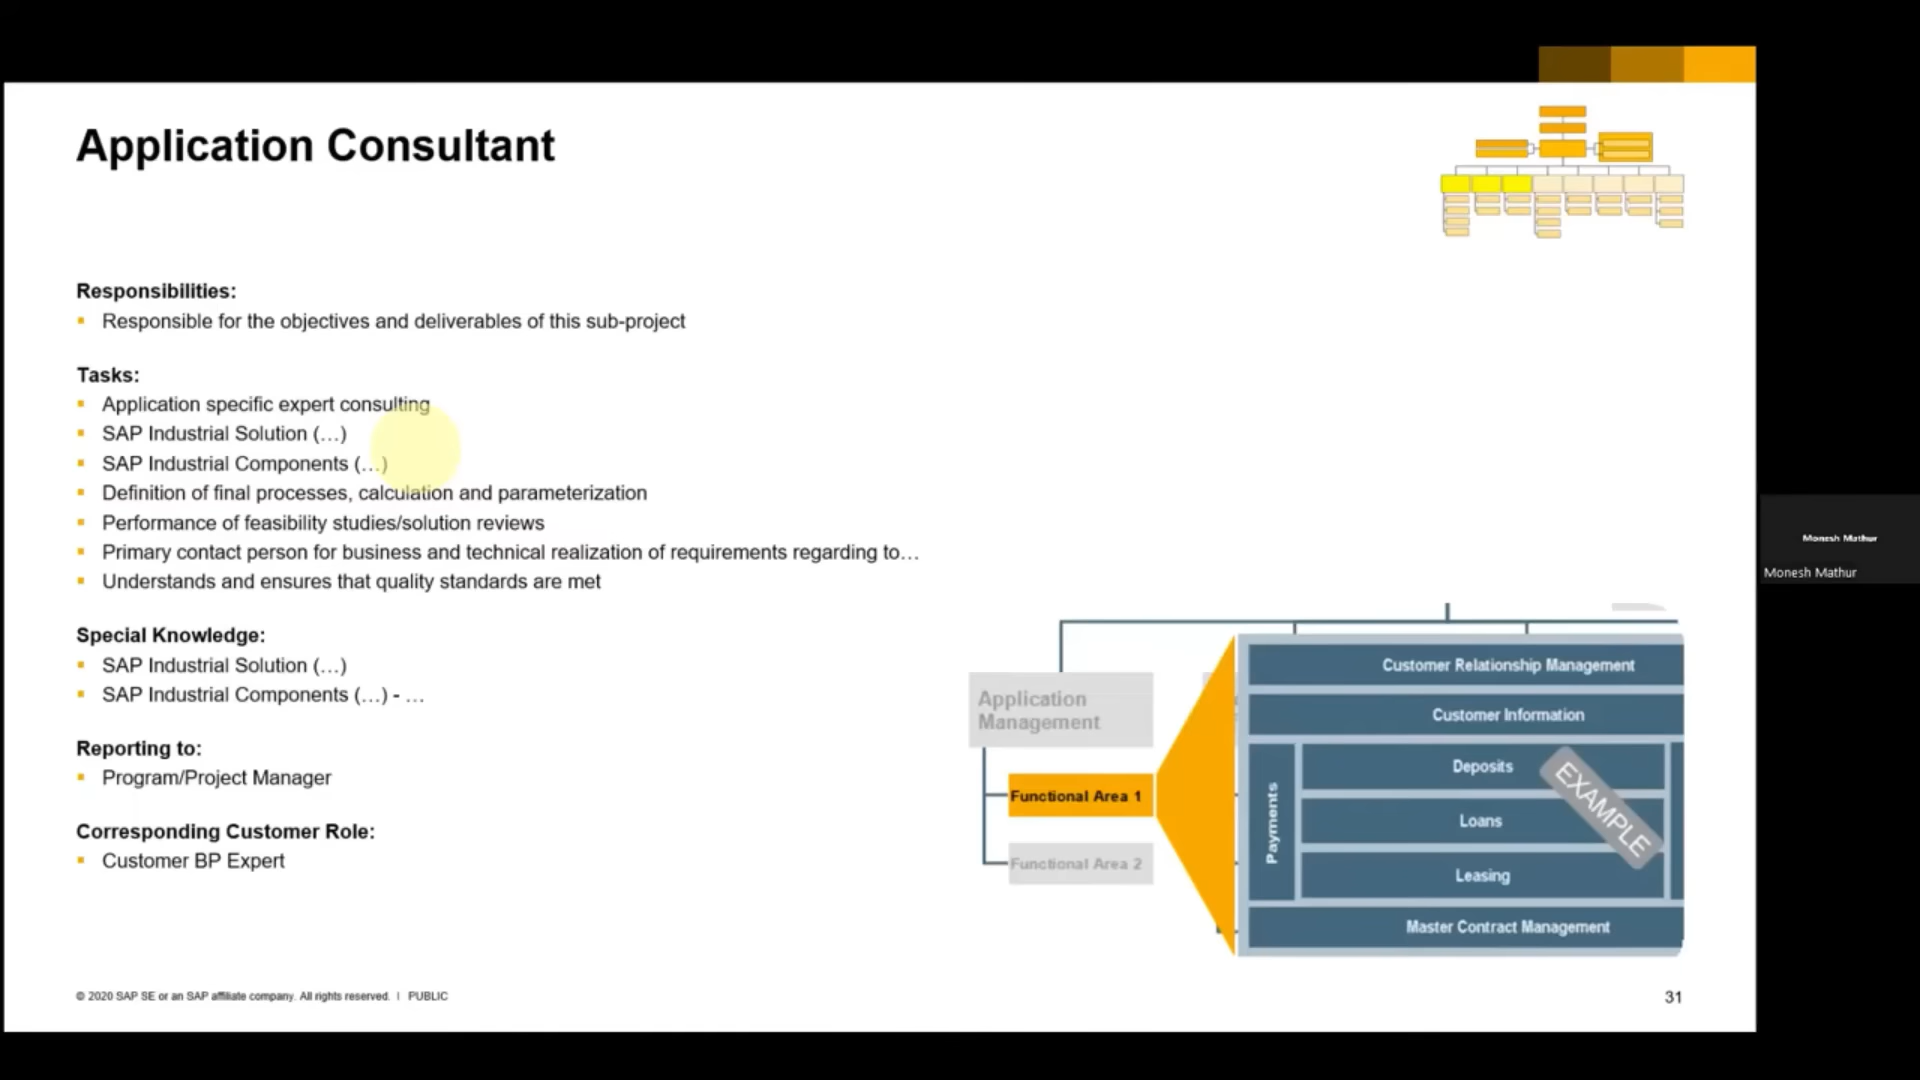 Application Consultant
Responsibilities:
Responsible for the objectives and deliverables of this sub-project
Tasks:
Application specific expert consulting
SAP Industrial Solution (…)
SAP Industrial Components (…)
Definition of final processes, calculation and parameterization
Performance of feasibility studies/solution reviews
Primary contact person for business and technical realization of requirements regarding to…
Understands and ensures that quality standards are met
Special Knowledge:
SAP Industrial Solution (…)
SAP Industrial Components (…) - …
Reporting to:
Program/Project Manager
Corresponding Customer Role:
Customer BP Expert
Application
Management
Functional Area 1
Functional Area 2
Customer Relationship Management
Customer Information
Payments
Deposits
Loans
Leasing
EXAMPLE
Master Contract Management
© 2020 SAP SE or an SAP affiliate company. All rights reserved. | PUBLIC
31
Monesh Mathur
Monesh Mathur